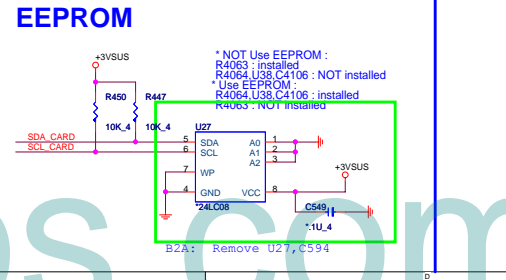 EEPROM
+3VSUS
* NOT Use EEPROM :
R4063 : installed
R4064,U38,C4106 : NOT installed
* Use EEPROM :
R4064,U38,C4106 : installed
R4063 : NOT installed
R450
R447
10K_4
10K_4
U27
SDA_CARD
SCL_CARD
5
6
7
4
SDA
SCL
WP
GND
A0
A1
A2
VCC
1
2
3
8
*24LC08
+3VSUS
C549
*.1U_4
B2A: Remove U27,C594
os.com
D